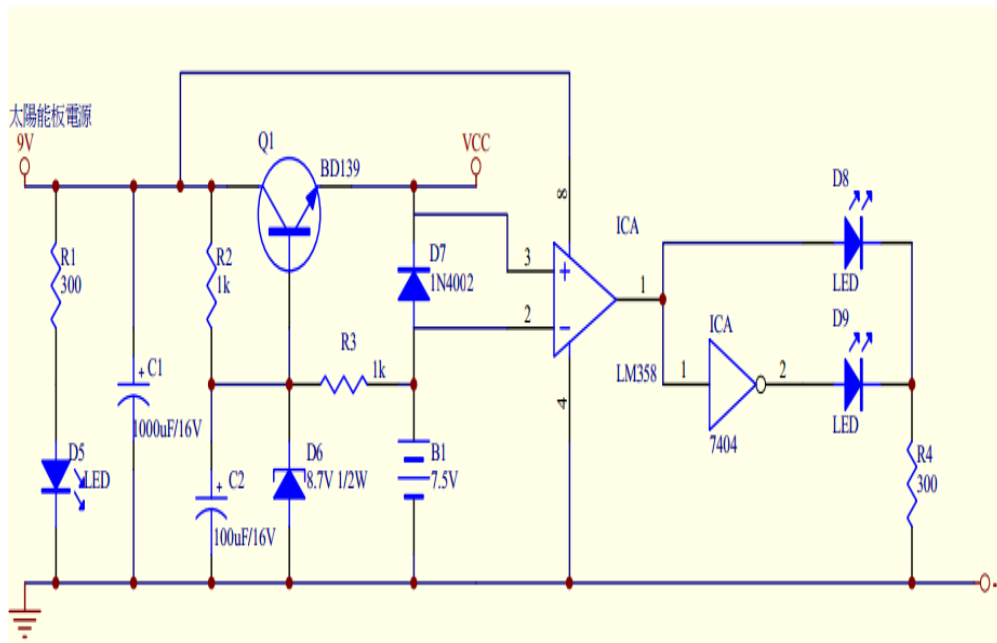 太陽能板電源
9V
Q1
BD139
VCC
R1
300
R2
1k
D7
1N4002
R3
1k
C1
+
1000uF/16V
D5
LED
C2
+
100uF/16V
D6
8.7V 1/2W
B1
7.5V
8
ICA
3
+
2
-
1
4
LM358
D8
LED
D9
LED
ICA
1
2
7404
R4
300
-